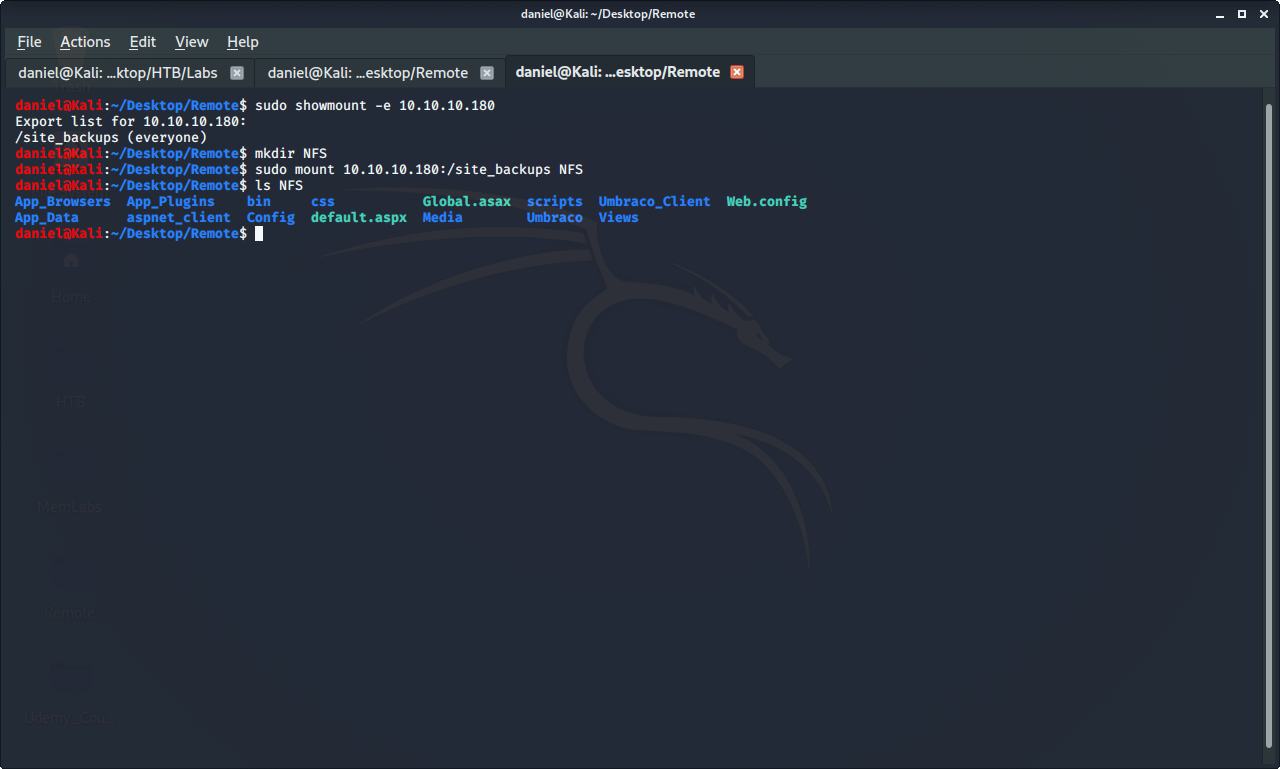 daniel@Kali: ~/Desktop/Remote
File Actions Edit View Help
daniel@Kali: ...ktop/HTB/Labs daniel@Kali: ...esktop/Remote daniel@Kali: ...esktop/Remote
daniel@Kali:~/Desktop/Remote$ sudo showmount -e 10.10.10.180
Export list for 10.10.10.180:
/site_backups (everyone)
daniel@Kali:~/Desktop/Remote$ mkdir NFS
daniel@Kali:~/Desktop/Remote$ sudo mount 10.10.10.180:/site_backups NFS
daniel@Kali:~/Desktop/Remote$ ls NFS
App_Browsers App_Plugins bin css Global.asax scripts Umbraco_Client Web.config
App_Data aspnet_client Config default.aspx Media Umbraco Views
daniel@Kali:~/Desktop/Remote$
Home
HTB
MemLabs
Remote
Udemy_Cou...